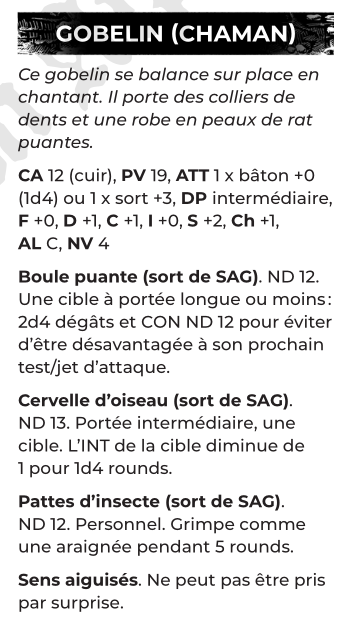 GOBELIN (CHAMAN)
Ce gobelin se balance sur place en
chantant. Il porte des colliers de
dents et une robe en peaux de rat
puantes.
CA 12 (cuir), PV 19, ATT 1 x bâton +0
(1d4) ou 1 x sort +3, DP intermédiaire,
F +0, D +1, C +1, I +0, S +2, Ch +1,
AL C, NV 4
Boule puante (sort de SAG). ND 12.
Une cible à portée longue ou moins :
2d4 dégâts et CON ND 12 pour éviter
d’être désavantagée à son prochain
test/jet d’attaque.
Cervelle d’oiseau (sort de SAG).
ND 13. Portée intermédiaire, une
cible. L’INT de la cible diminue de
1 pour 1d4 rounds.
Pattes d’insecte (sort de SAG).
ND 12. Personnel. Grimpe comme
une araignée pendant 5 rounds.
Sens aiguisés. Ne peut pas être pris
par surprise.